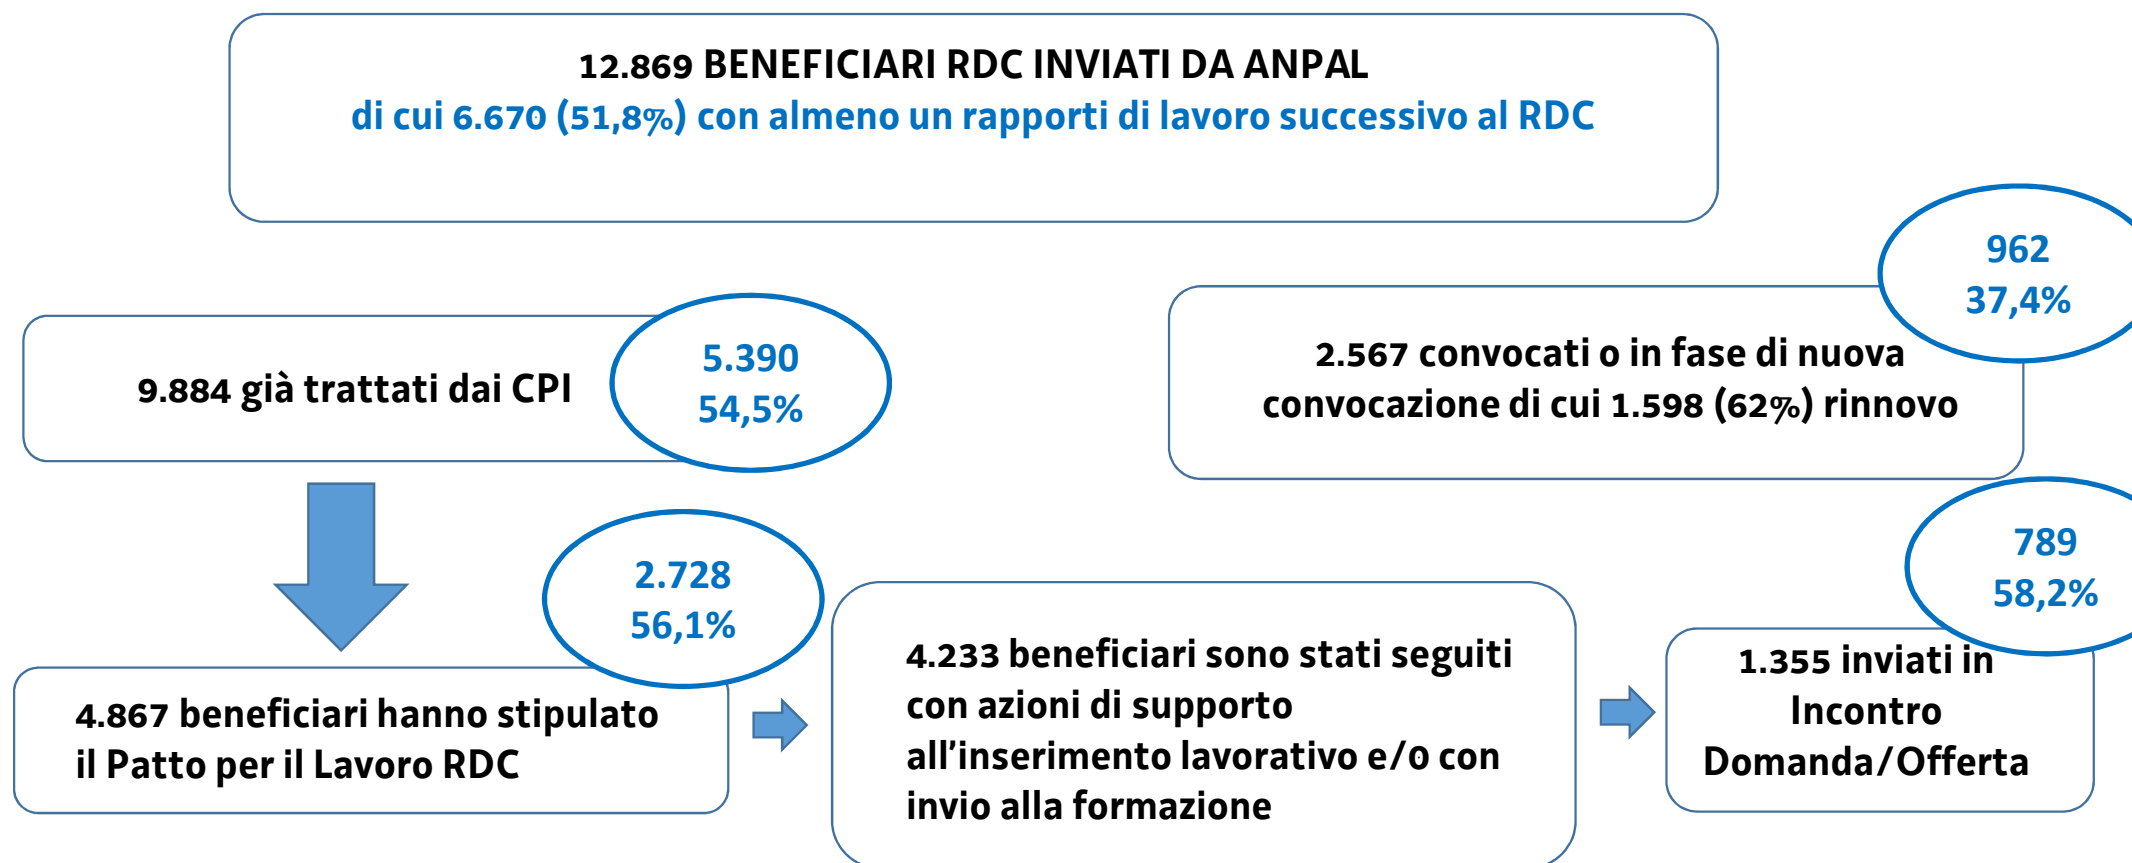 12.869 BENEFICIARI RDC INVIATI DA ANPAL
di cui 6.670 (51,8%) con almeno un rapporti di lavoro successivo al RDC
9.884 già trattati dai CPI
5.390
54,5%
2.567 convocati o in fase di nuova
convocazione di cui 1.598 (62%) rinnovo
962
37,4%
4.867 beneficiari hanno stipulato
il Patto per il Lavoro RDC
2.728
56,1%
4.233 beneficiari sono stati seguiti
con azioni di supporto
all'inserimento lavorativo e/0 con
invio alla formazione
1.355 inviati in
Incontro
Domanda/Offerta
789
58,2%